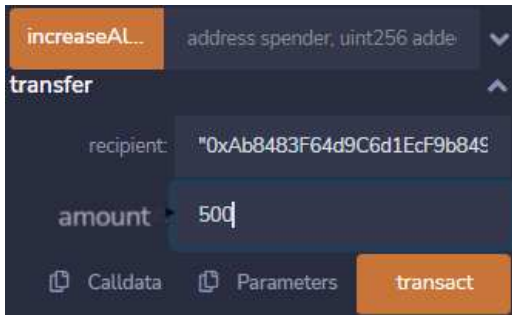 increaseAl...
address spender, uint256 adde
transfer
recipient:
"0xAb8483F64d9C6d1EcF9b849
amount
500
Calldata
Parameters
transact